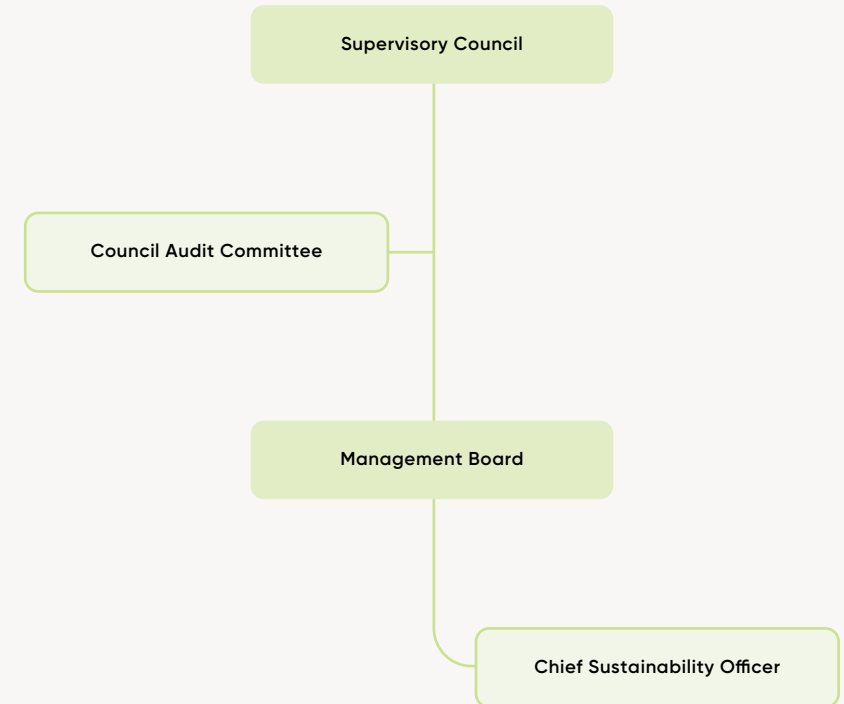 Supervisory Council
Council Audit Committee
Management Board
Chief Sustainability Officer